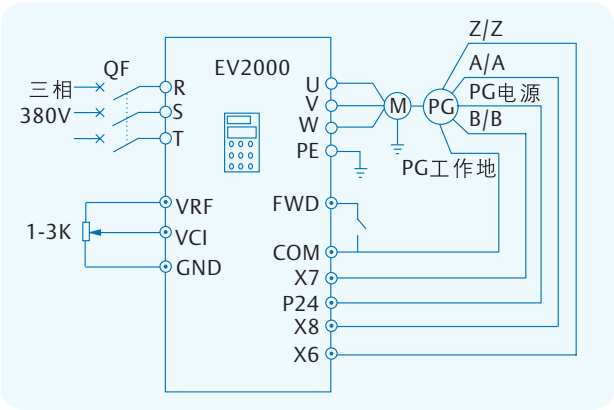 Z/Z
A/A
QF
EV2000
三相
380V
R
S
T
U
V
W
M
PG
PG电源
B/B
PE
PG工作地
VRF
FWD
1-3K
VCI
COM
GND
X7
P24
X8
X6